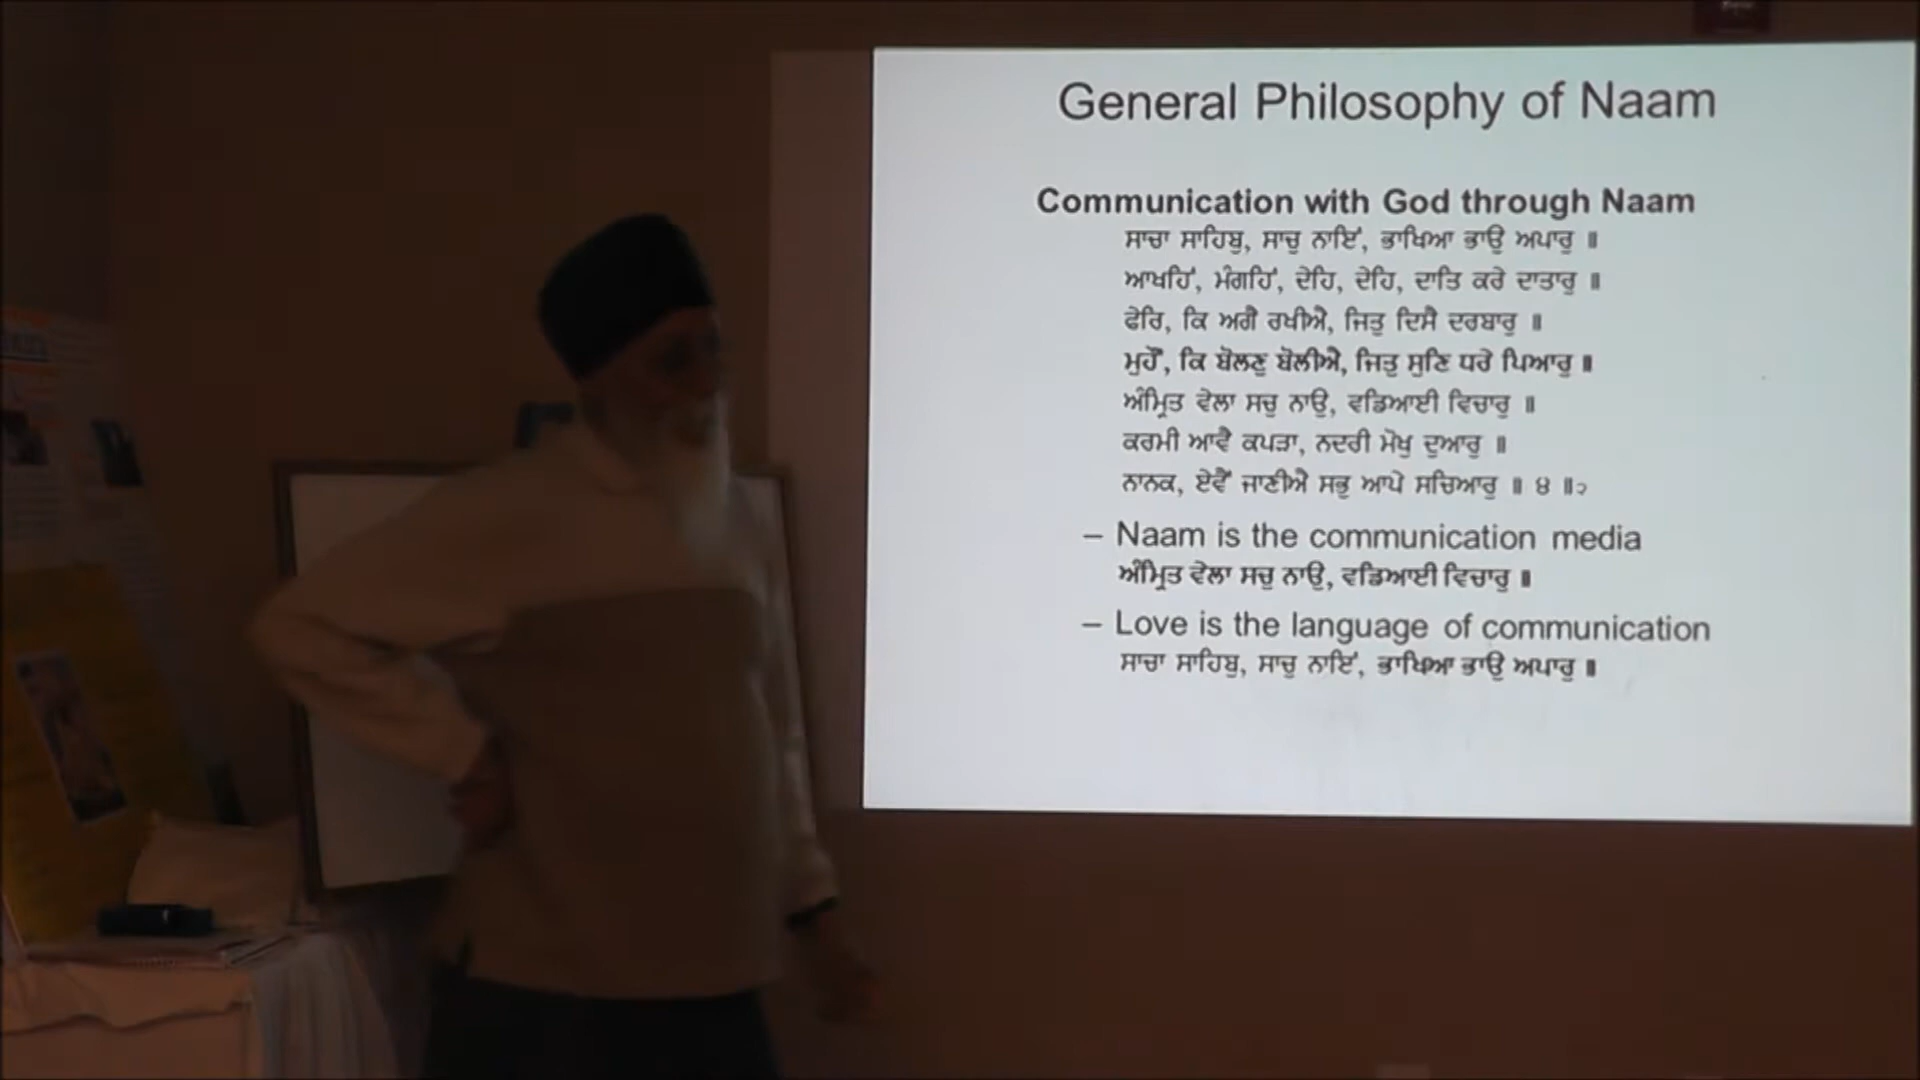 General Philosophy of Naam
Communication with God through Naam
ਸਾਚਾ ਸਾਹਿਬੁ, ਸਾਚੁ ਨਾਇਂ, ਭਾਖਿਆ ਭਾਉ ਅਪਾਰੁ ॥
ਆਖਹਿਂ, ਮੰਗਹਿਂ, ਦੇਹਿ, ਦੇਹਿ, ਦਾਤਿ ਕਰੇ ਦਾਤਾਰੁ ॥
ਫੇਰਿ, ਕਿ ਅਗੈ ਰਖੀਐ, ਜਿਤੁ ਦਿਸੈ ਦਰਬਾਰੁ ॥
ਮੁਹੌਂ, ਕਿ ਬੋਲਣੁ ਬੋਲੀਐ, ਜਿਤੁ ਸੁਣਿ ਧਰੇ ਪਿਆਰੁ ॥
ਅੰਮ੍ਰਿਤ ਵੇਲਾ ਸਚੁ ਨਾਉ, ਵਡਿਆਈ ਵਿਚਾਰੁ ॥
ਕਰਮੀ ਆਵੈ ਕਪੜਾ, ਨਦਰੀ ਮੋਖੁ ਦੁਆਰੁ ॥
ਨਾਨਕ, ਏਵੈਂ ਜਾਣੀਐ ਸਭੁ ਆਪੇ ਸਚਿਆਰੁ ॥ ੪ ॥੨
– Naam is the communication media
ਅੰਮ੍ਰਿਤ ਵੇਲਾ ਸਚੁ ਨਾਉ, ਵਡਿਆਈ ਵਿਚਾਰੁ ॥
– Love is the language of communication
ਸਾਚਾ ਸਾਹਿਬੁ, ਸਾਚੁ ਨਾਇਂ, ਭਾਖਿਆ ਭਾਉ ਅਪਾਰੁ ॥